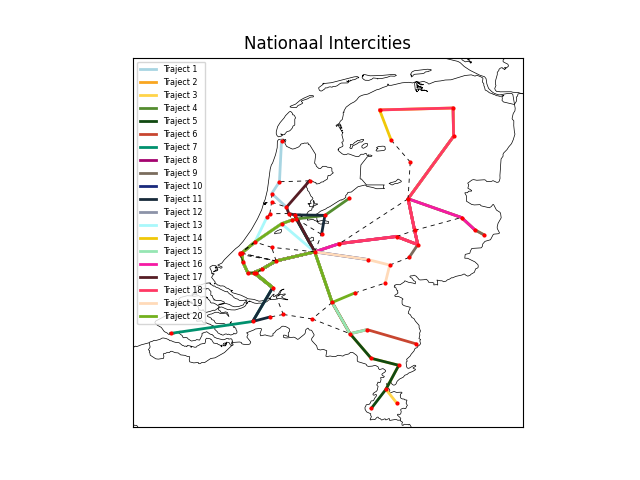 Nationaal Intercities
Traject 1
Traject 2
Traject 3
Traject 4
Traject 5
Traject 6
Traject 7
Traject 8
Traject 9
Traject 10
Traject 11
Traject 12
Traject 13
Traject 14
Traject 15
Traject 16
Traject 17
Traject 18
Traject 19
Traject 20